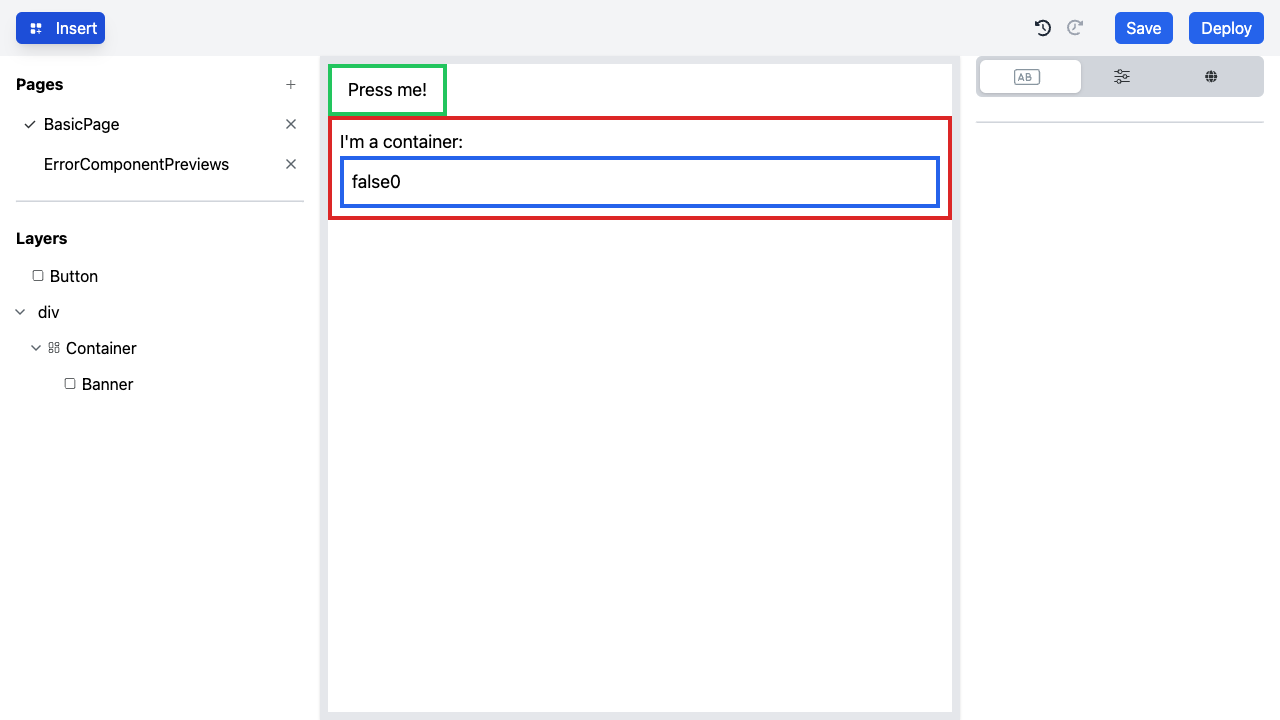 Insert
Save
Deploy
Pages
BasicPage
ErrorComponentPreviews
Layers
Button
div
Container
Banner
Press me!
I'm a container:
false0
AB